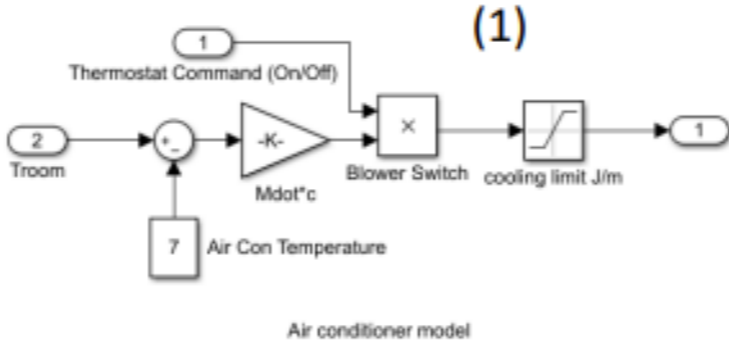 (1)
1
Thermostat Command (On/Off)
2
Troom
+
-
-K-
Mdot*c
×
Blower Switch
cooling limit J/m
1
7
Air Con Temperature
Air conditioner model